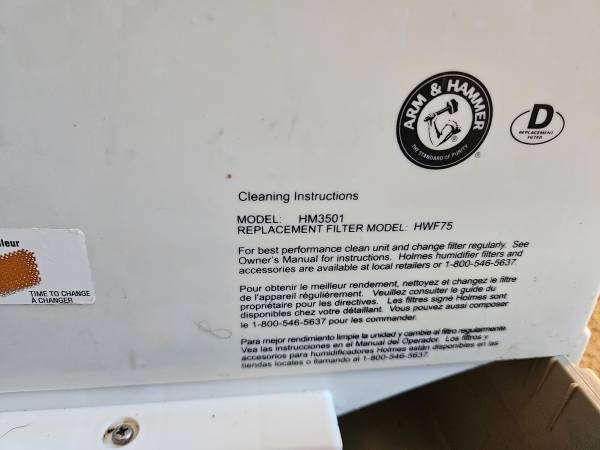 ARM & HAMMER
THE STANDARD OF PURITY
®
D
REPLACEMENT
FILTER
®
Cleaning Instructions
MODEL: HM3501
REPLACEMENT FILTER MODEL: HWF75
For best performance clean unit and change filter regularly. See
Owner's Manual for instructions. Holmes humidifier filters and
accessories are available at local retailers or 1-800-546-5637.
Pour obtenir le meilleur rendement, nettoyez et changez le filtre
de l'appareil régulièrement. Veuillez consulter le guide du
propriétaire pour les directives. Les filtres signé Holmes sont
disponibles chez votre détaillant. Vous pouvez aussi composer
le 1-800-546-5637 pour les commander.
Para mejor rendimiento limpie la unidad y cambie el filtro regularmente.
Vea las instrucciones en el Manual del Operador. Los filtros y
accesorios para humidificadores Holmes están disponibles en las
tiendas locales o llamando al 1-800-546-5637.
leur
TIME TO CHANGE
A CHANGER